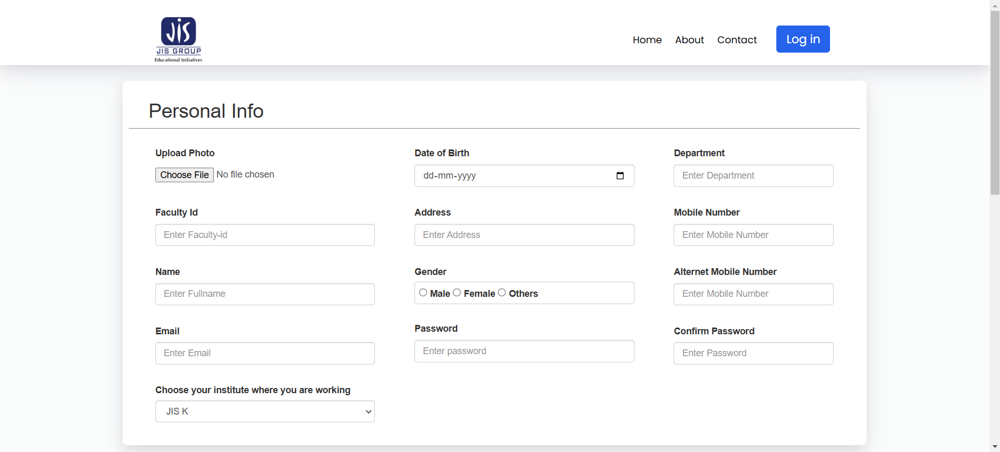 JIS
JIS GROUP
Educational Initiatives
Home About Contact Log in
Personal Info
Upload Photo
Choose File No file chosen
Date of Birth
dd-mm-yyyy
Department
Enter Department
Faculty Id
Enter Faculty-id
Address
Enter Address
Mobile Number
Enter Mobile Number
Name
Enter Fullname
Gender
Male Female Others
Alternet Mobile Number
Enter Mobile Number
Email
Enter Email
Password
Enter password
Confirm Password
Enter Password
Choose your institute where you are working
JIS K